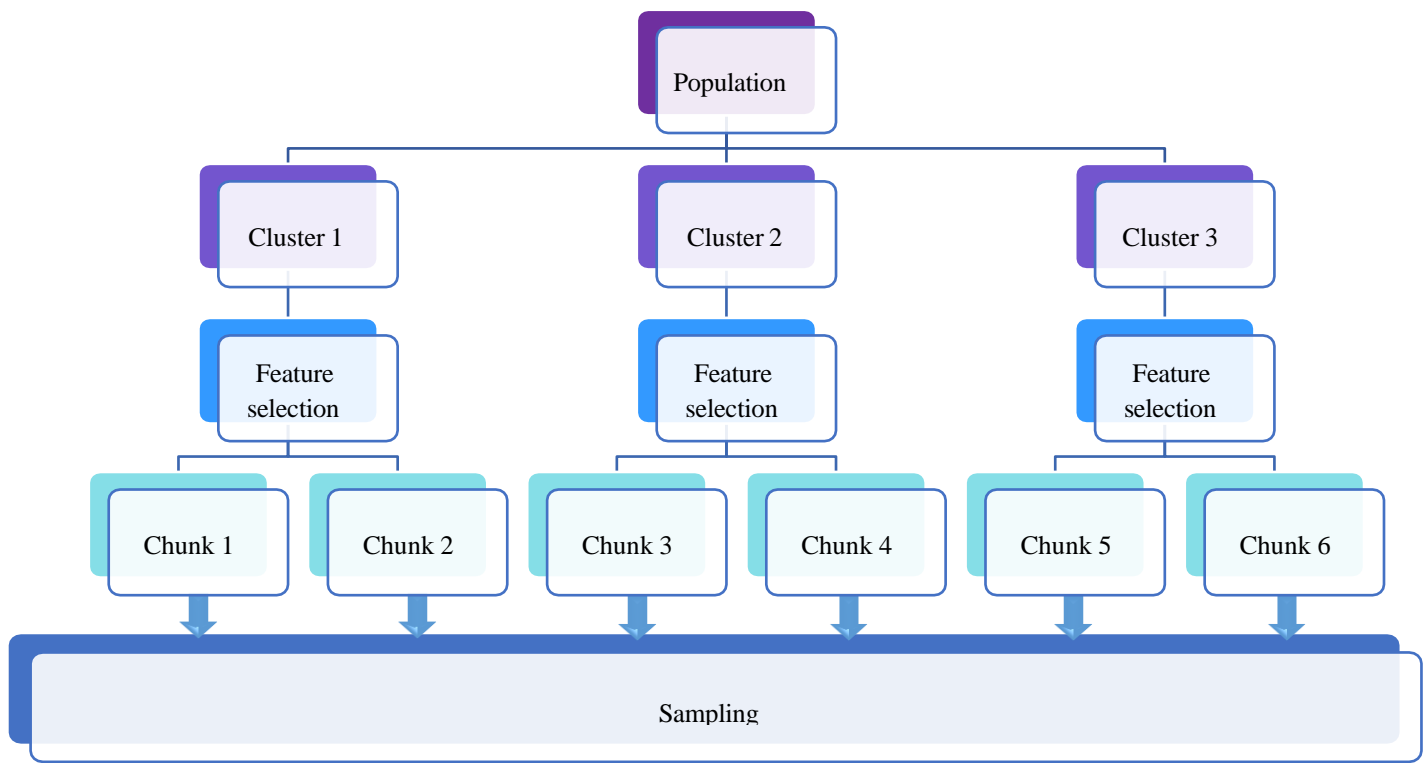 Population
Cluster 1
Cluster 2
Cluster 3
Feature
selection
Feature
selection
Feature
selection
Chunk 1
Chunk 2
Chunk 3
Chunk 4
Chunk 5
Chunk 6
Sampling